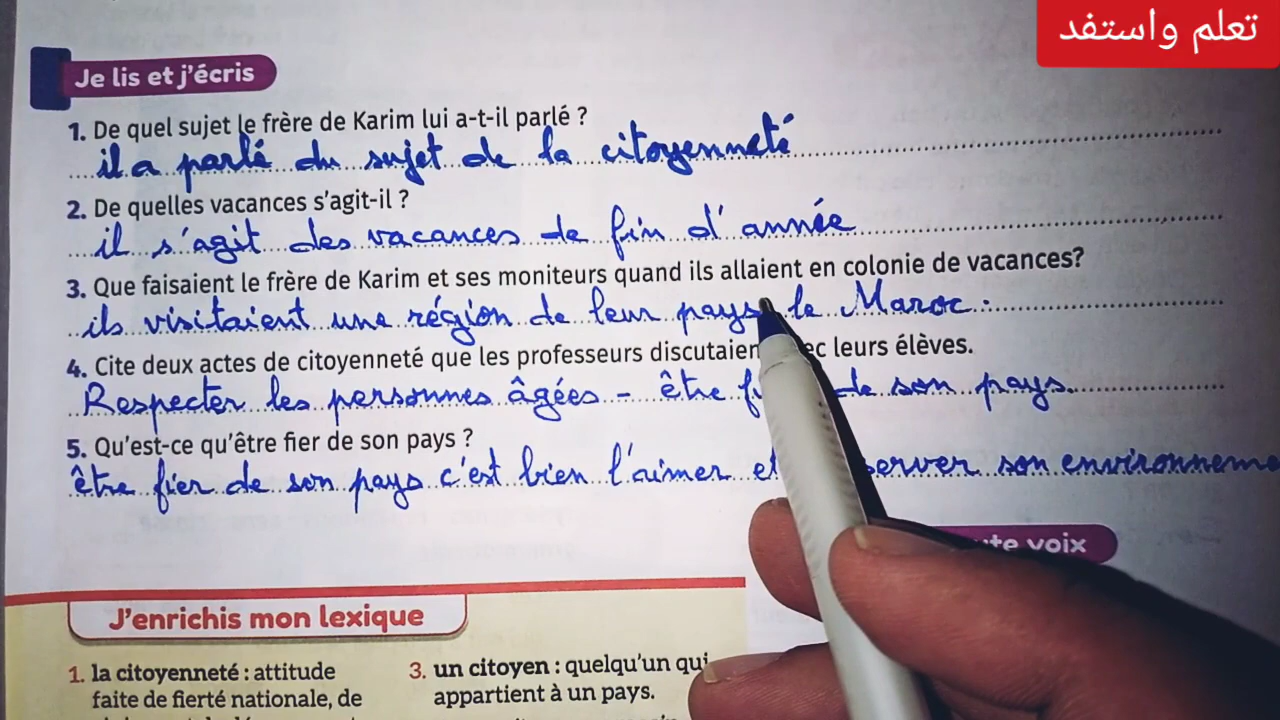 تعلم واستفد
Je lis et j'écris
1. De quel sujet le frère de Karim lui a-t-il parlé ?
il a parlé du sujet de la citoyenneté
2. De quelles vacances s'agit-il ?
il s'agit des vacances de fin d'année
3. Que faisaient le frère de Karim et ses moniteurs quand ils allaient en colonie de vacances?
ils visitaient une région de leur pays le Maroc.
4. Cite deux actes de citoyenneté que les professeurs leurs élèves.
Respecter les personnes âgées - être de son pays.
5. Qu'est-ce qu'être fier de son pays ?
être fier de son pays c'est bien l'aimer et son
voix
J'enrichis mon lexique
1. la citoyenneté : attitude
faite de fierté nationale, de
3. un citoyen : quelqu'un qui
appartient à un pays.